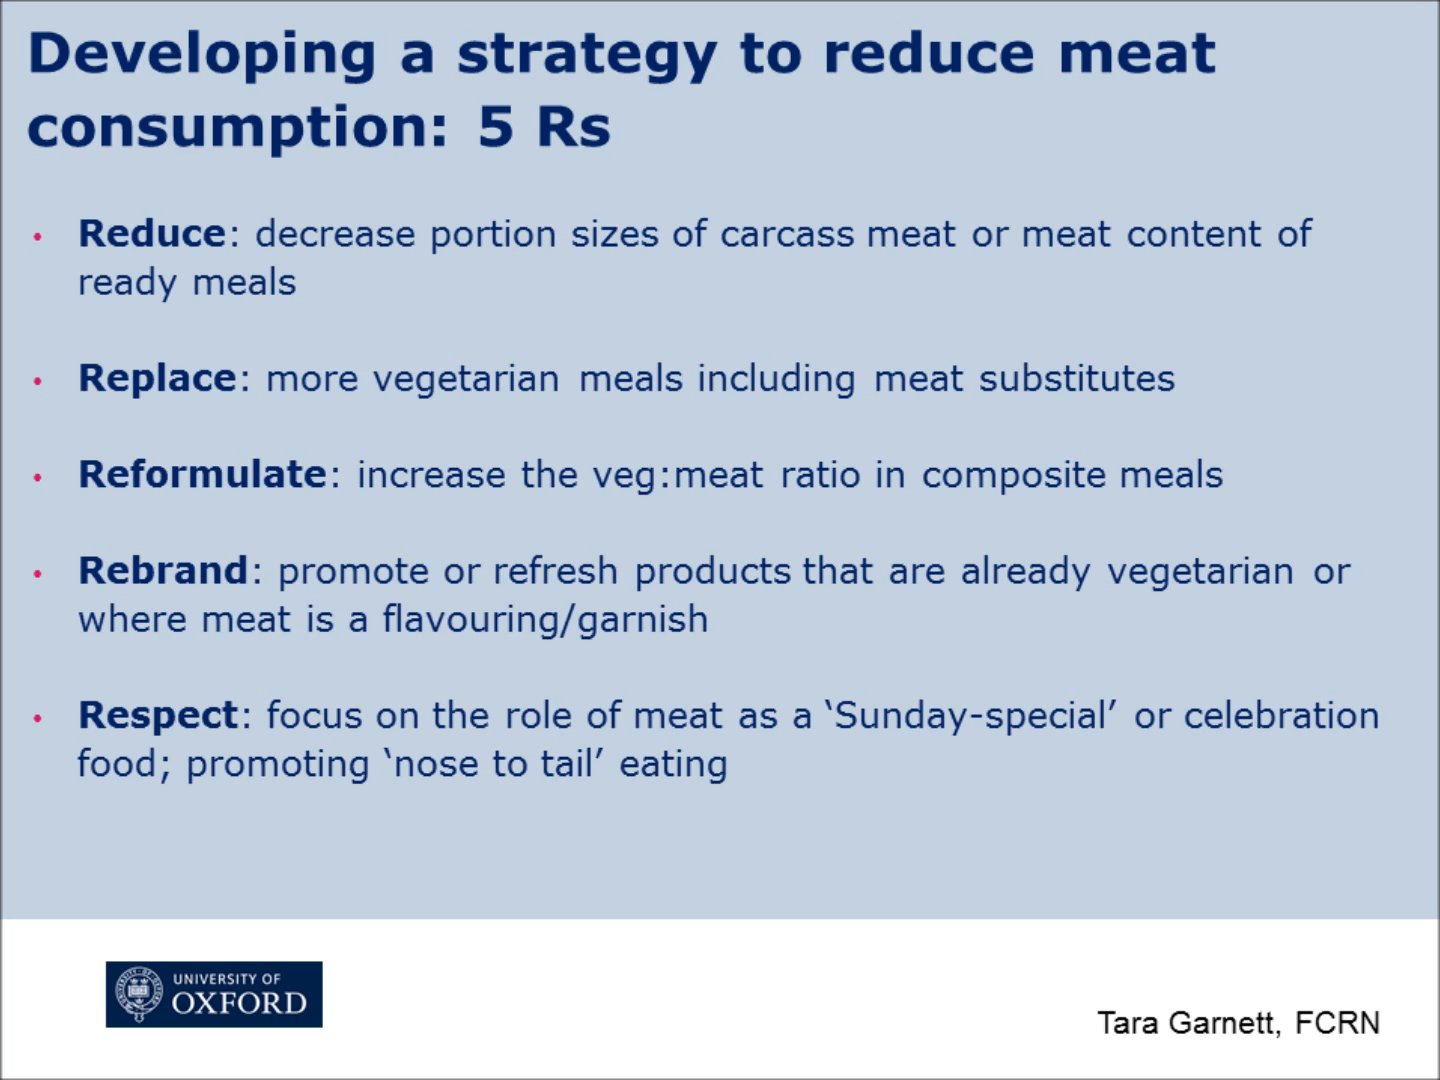 Developing a strategy to reduce meat
consumption: 5 Rs
• Reduce: decrease portion sizes of carcass meat or meat content of
ready meals
• Replace: more vegetarian meals including meat substitutes
• Reformulate: increase the veg:meat ratio in composite meals
• Rebrand: promote or refresh products that are already vegetarian or
where meat is a flavouring/garnish
• Respect: focus on the role of meat as a ‘Sunday-special’ or celebration
food; promoting ‘nose to tail’ eating
UNIVERSITY OF
OXFORD
Tara Garnett, FCRN